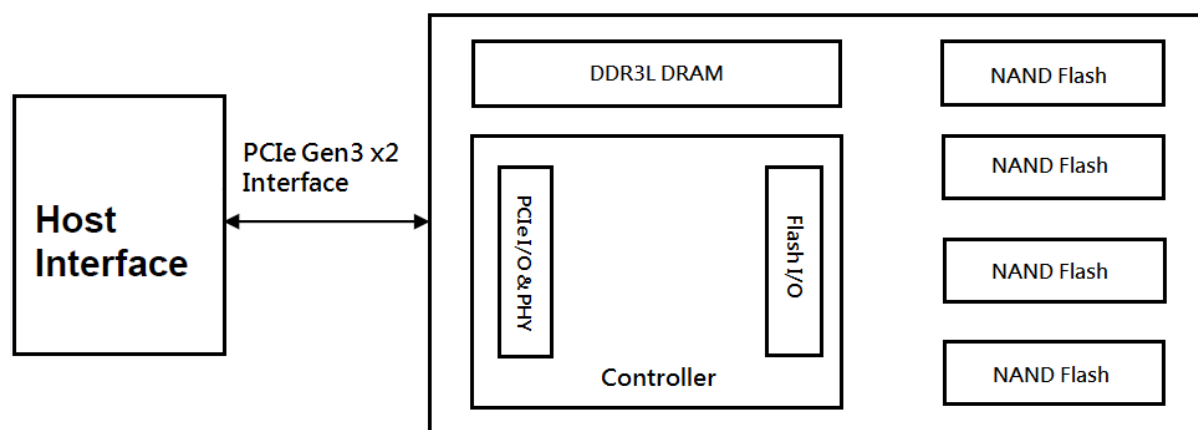 Host
Interface
PCIe Gen3 x2
Interface
DDR3L DRAM
PCIe I/O & PHY
Flash I/O
Controller
NAND Flash
NAND Flash
NAND Flash
NAND Flash